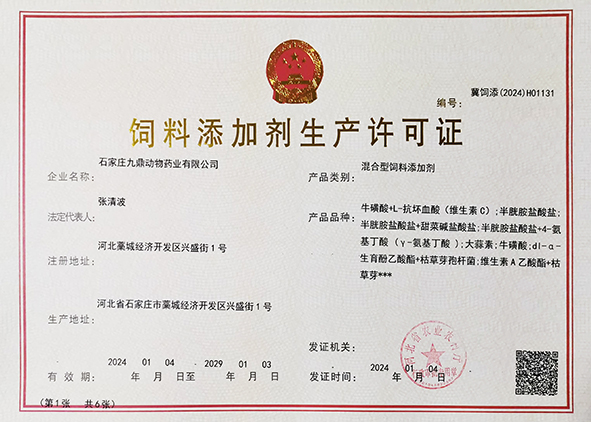 冀饲添(2024)H01131
编号:
饲料添加剂生产许可证
石家庄九鼎动物药业有限公司
企业名称:
张清波
法定代表人:
河北藁城经济开发区兴盛街1号
注册地址:
河北省石家庄市藁城经济开发区兴盛街1号
生产地址:
2024 01 04 2029 01 03
有效期: 年 月 日至 年 月 日
(第1张 共6张)
混合型饲料添加剂
产品类别:
牛磺酸+L-抗坏血酸(维生素C);半胱胺盐酸盐;
产品品种: 半胱胺盐酸盐+甜菜碱盐酸盐;半胱胺盐酸盐+4-氨
基丁酸(γ-氨基丁酸);大蒜素;牛磺酸;dl-α-
生育酚乙酸酯+枯草芽孢杆菌;维生素A乙酸酯+枯
草芽***
发证机关:
河北省农业农村厅
2024 01 04
发证时间: 年 月 日